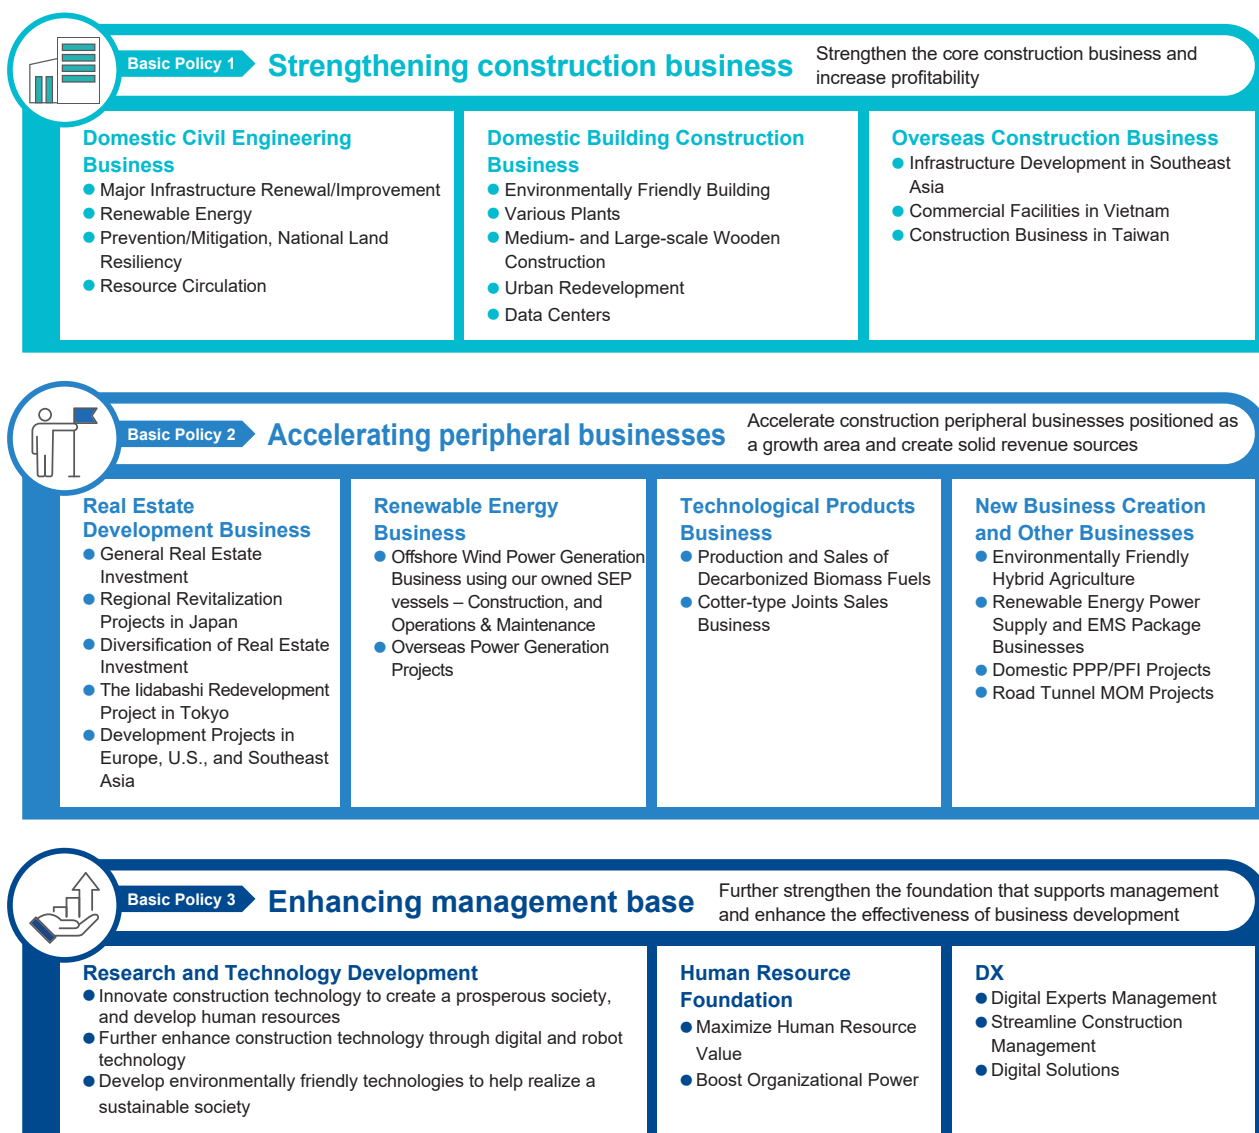 Basic Policy 1
Strengthening construction business
Strengthen the core construction business and
increase profitability
Domestic Civil Engineering
Business
● Major Infrastructure Renewal/Improvement
● Renewable Energy
● Prevention/Mitigation, National Land
Resiliency
● Resource Circulation
Domestic Building Construction
Business
● Environmentally Friendly Building
● Various Plants
● Medium- and Large-scale Wooden
Construction
● Urban Redevelopment
● Data Centers
Overseas Construction Business
● Infrastructure Development in Southeast
Asia
● Commercial Facilities in Vietnam
● Construction Business in Taiwan
Basic Policy 2
Accelerating peripheral businesses
Accelerate construction peripheral businesses positioned as
a growth area and create solid revenue sources
Real Estate
Development Business
● General Real Estate
Investment
● Regional Revitalization
Projects in Japan
● Diversification of Real Estate
Investment
● The Iidabashi Redevelopment
Project in Tokyo
● Development Projects in
Europe, U.S., and Southeast
Asia
Renewable Energy
Business
● Offshore Wind Power Generation
Business using our owned SEP
vessels – Construction, and
Operations & Maintenance
● Overseas Power Generation
Projects
Technological Products
Business
● Production and Sales of
Decarbonized Biomass Fuels
● Cotter-type Joints Sales
Business
New Business Creation
and Other Businesses
● Environmentally Friendly
Hybrid Agriculture
● Renewable Energy Power
Supply and EMS Package
Businesses
● Domestic PPP/PFI Projects
● Road Tunnel MOM Projects
Basic Policy 3
Enhancing management base
Further strengthen the foundation that supports management
and enhance the effectiveness of business development
Research and Technology Development
● Innovate construction technology to create a prosperous society,
and develop human resources
● Further enhance construction technology through digital and robot
technology
● Develop environmentally friendly technologies to help realize a
sustainable society
Human Resource
Foundation
● Maximize Human Resource
Value
● Boost Organizational Power
DX
● Digital Experts Management
● Streamline Construction
Management
● Digital Solutions